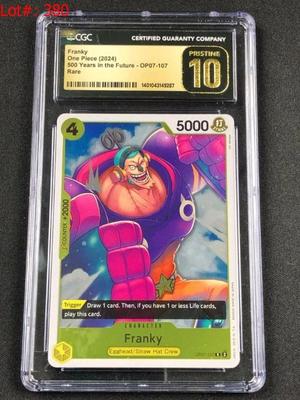 Lot# : 390
CGC
CERTIFIED GUARANTY COMPANY
Franky
One Piece (2024)
500 Years in the Future - OP07-107
Rare
1401043149287
PRISTINE
10
4
5000
COUNTER +2000
Trigger Draw 1 card. Then, if you have 1 or less Life cards,
play this card.
CHARACTER
Franky
Egghead/Straw Hat Crew